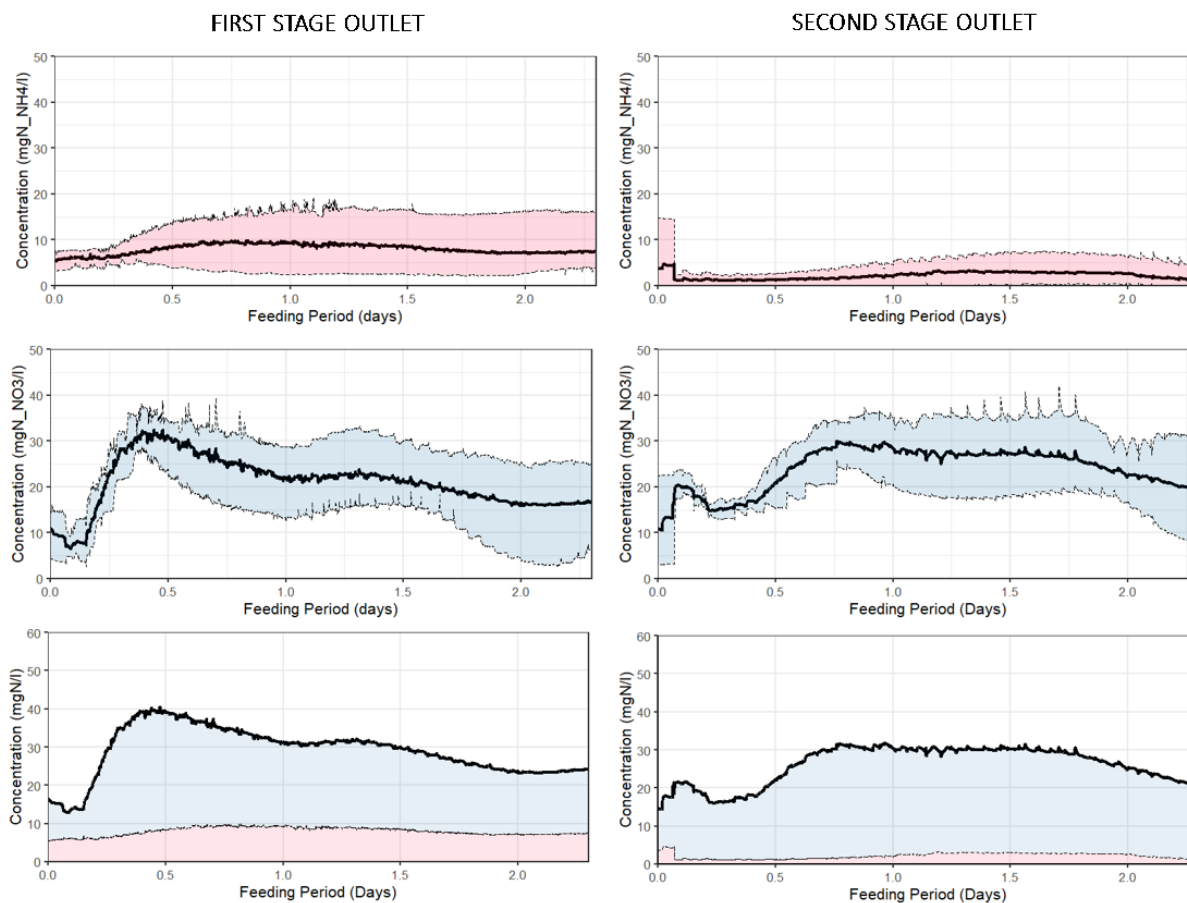 FIRST STAGE OUTLET
SECOND STAGE OUTLET
Concentration (mgN_NH4/l)
50
40
30
20
10
0
0.0 0.5 1.0 1.5 2.0
Feeding Period (days)
Concentration (mgN_NH4/l)
50
40
30
20
10
0
0.0 0.5 1.0 1.5 2.0
Feeding Period (Days)
Concentration (mgN_NO3/l)
50
40
30
20
10
0
0.0 0.5 1.0 1.5 2.0
Feeding Period (days)
Concentration (mgN_NO3/l)
50
40
30
20
10
0
0.0 0.5 1.0 1.5 2.0
Feeding Period (Days)
Concentration (mgN/l)
60
50
40
30
20
10
0
0.0 0.5 1.0 1.5 2.0
Feeding Period (Days)
Concentration (mgN/l)
60
50
40
30
20
10
0
0.0 0.5 1.0 1.5 2.0
Feeding Period (Days)